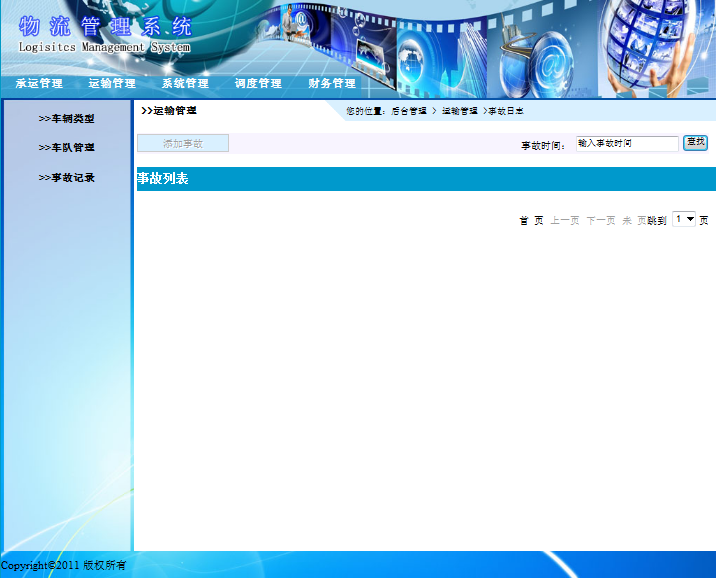 物 流 管 理 系 统
Logisitcs Management System
承运管理 运输管理 系统管理 调度管理 财务管理
>>车辆类型
>>车队管理
>>事故记录
>>运输管理
您的位置：后台管理 > 运输管理 >事故日志
添加事故
事故时间： 输入事故时间 查找
事故列表
首 页 上一页 下一页 末 页跳到 1 页
Copyright©2011 版权所有